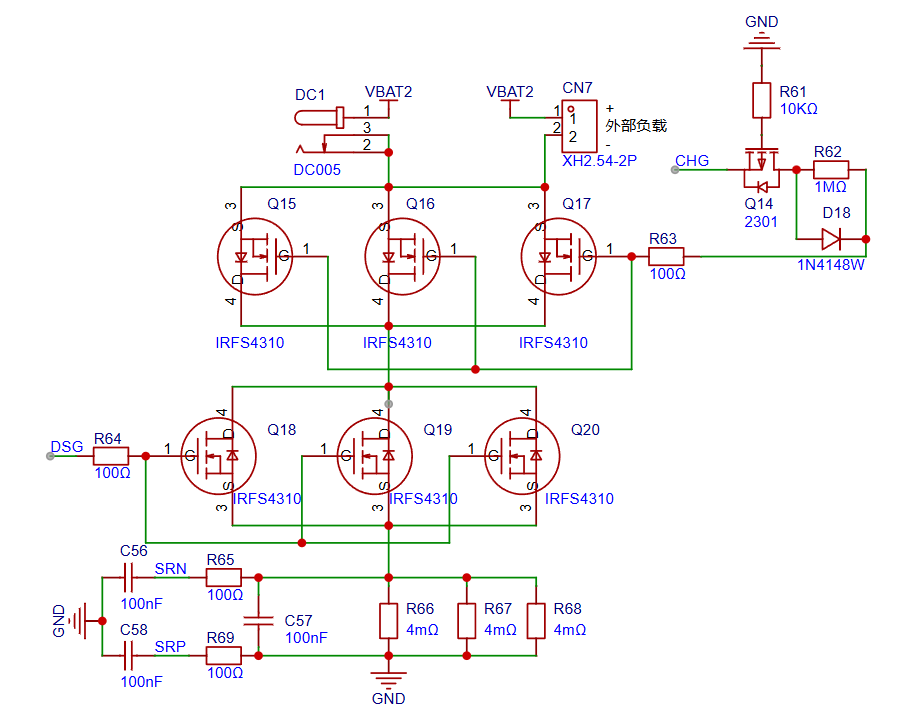 GND
R61
10KΩ
DC1
VBAT2
1
3
2
DC005
VBAT2
CN7
1
2
1
2
+
外部负载
-
XH2.54-2P
CHG
Q14
2301
R62
1MΩ
D18
1N4148W
R63
100Ω
3
Q15
S
G
1
D
4
IRFS4310
3
Q16
S
G
1
D
4
IRFS4310
3
Q17
S
G
1
D
4
IRFS4310
DSG
R64
100Ω
4
Q18
D
1
G
S
3
IRFS4310
4
Q19
D
1
G
S
3
IRFS4310
4
Q20
D
1
G
S
3
IRFS4310
C56
SRN
100nF
R65
100Ω
GND
C57
100nF
C58
SRP
100nF
R69
100Ω
R66
4mΩ
R67
4mΩ
R68
4mΩ
GND